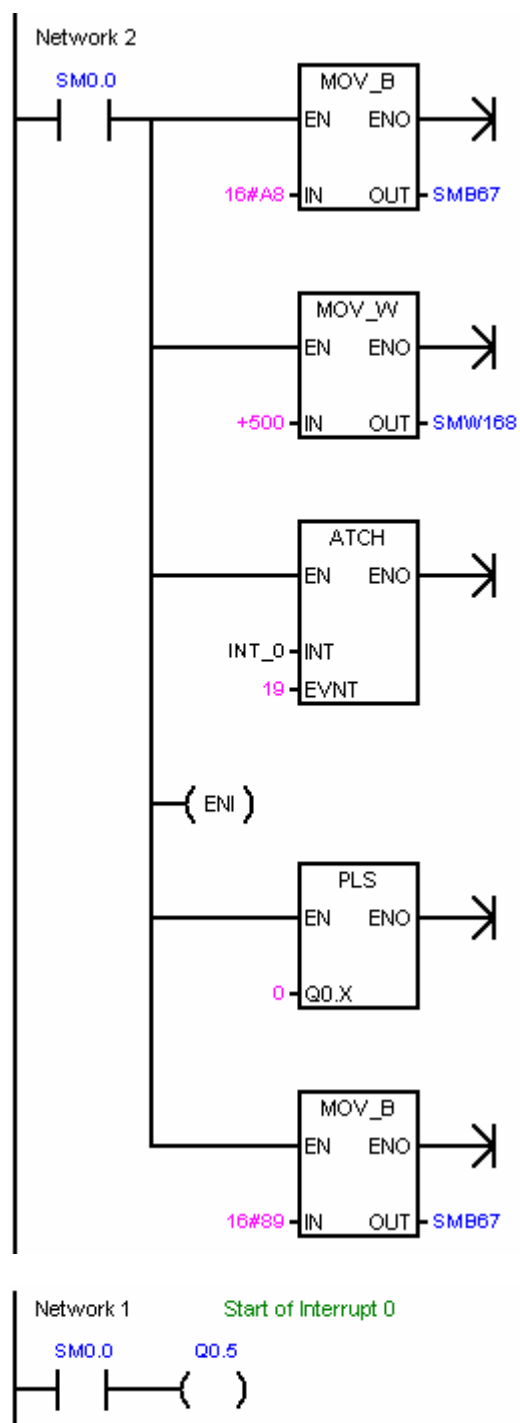 Network 2
SM0.0
MOV_B
EN ENO
16#A8 IN OUT SMB67
MOV_W
EN ENO
+500 IN OUT SMW168
ATCH
EN ENO
INT_0 INT
19 EVNT
ENI
PLS
EN ENO
0 Q0.X
MOV_B
EN ENO
16#89 IN OUT SMB67
Network 1 Start of Interrupt 0
SM0.0 Q0.5